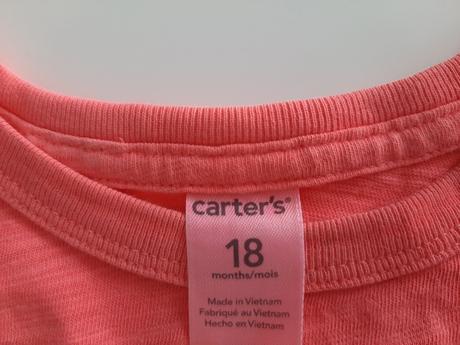 carter's®
18
months/mois
Made in Vietnam
Fabriqué au Vietnam
Hecho en Vietnam